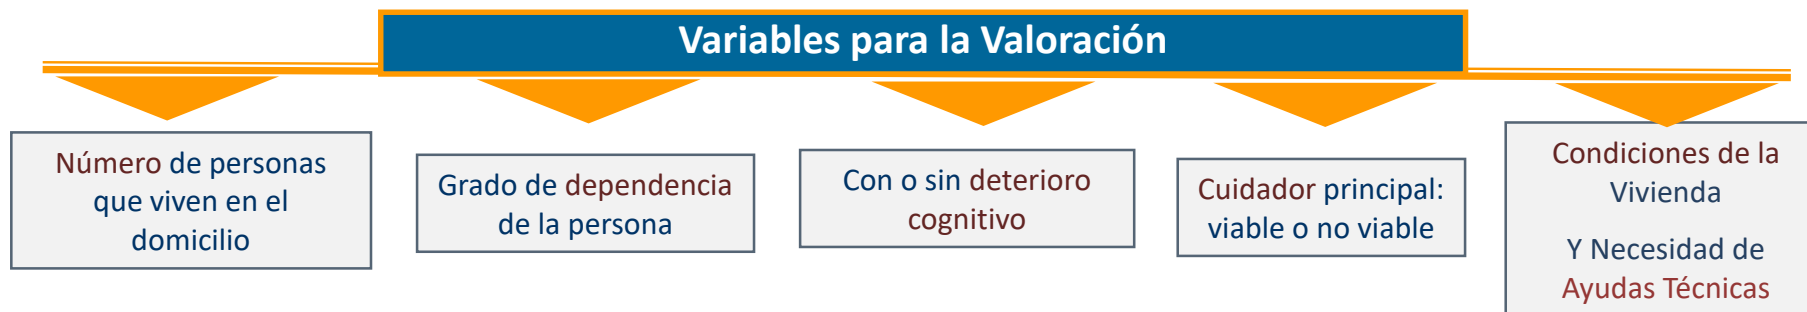 Variables para la Valoración
Número de personas
que viven en el
domicilio
Grado de dependencia
de la persona
Con o sin deterioro
cognitivo
Cuidador principal:
viable o no viable
Condiciones de la
Vivienda
Y Necesidad de
Ayudas Técnicas